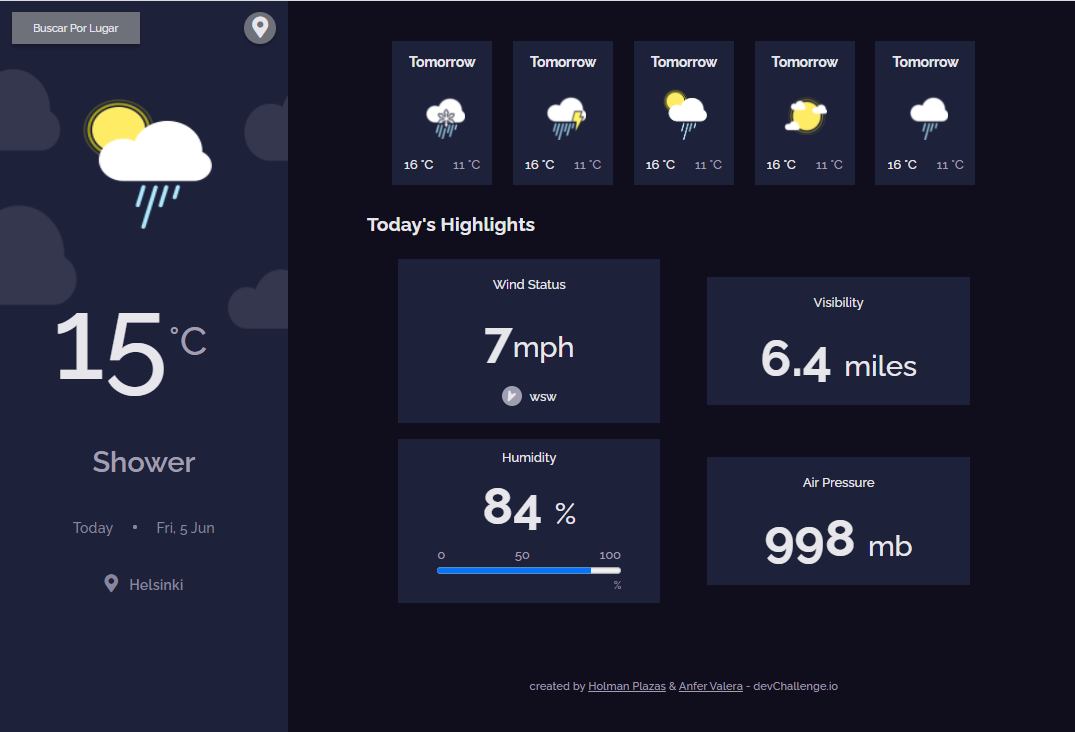 Buscar Por Lugar
15°C
Shower
Today • Fri, 5 Jun
Helsinki
Tomorrow
16 °C 11 °C
Tomorrow
16 °C 11 °C
Tomorrow
16 °C 11 °C
Tomorrow
16 °C 11 °C
Tomorrow
16 °C 11 °C
Today's Highlights
Wind Status
7mph
wsw
Visibility
6.4 miles
Humidity
84 %
0 50 100
%
Air Pressure
998 mb
created by Holman Plazas & Anfer Valera - devChallenge.io